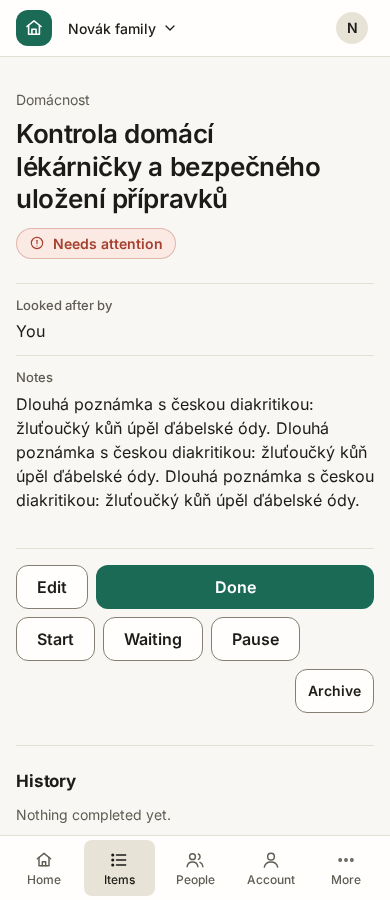 Novák family
N
Domácnost
Kontrola domácí
lékárničky a bezpečného
uložení přípravků
Needs attention
Looked after by
You
Notes
Dlouhá poznámka s českou diakritikou:
žluťoučký kůň úpěl ďábelské ódy. Dlouhá
poznámka s českou diakritikou: žluťoučký kůň
úpěl ďábelské ódy. Dlouhá poznámka s českou
diakritikou: žluťoučký kůň úpěl ďábelské ódy.
Edit
Done
Start
Waiting
Pause
Archive
History
Nothing completed yet.
Home
Items
People
Account
More